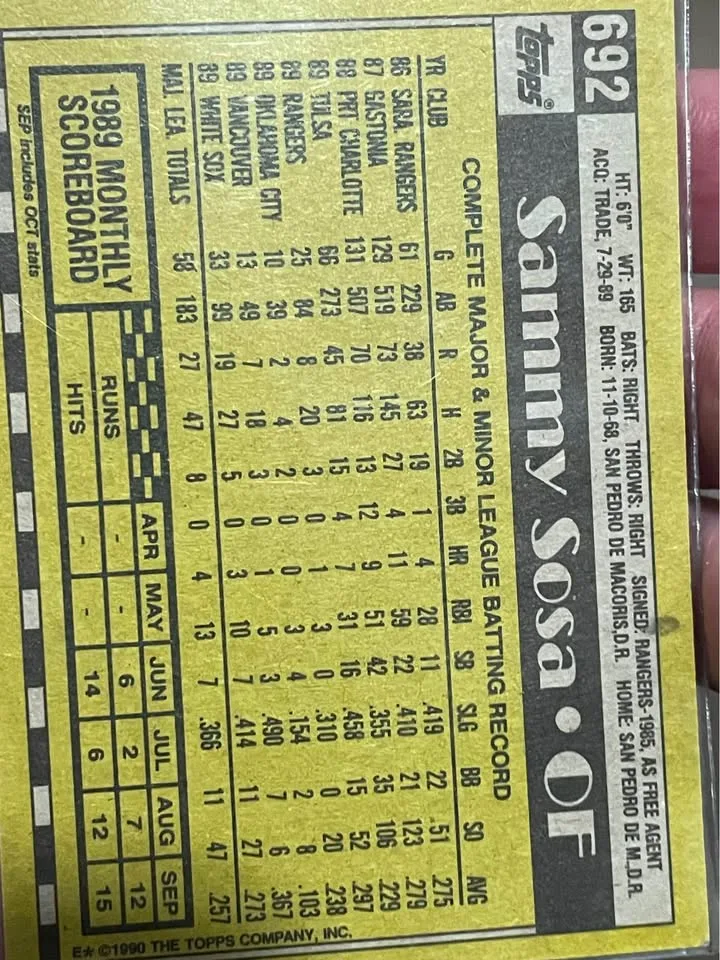 692
HT: 6'0" WT: 165 BATS: RIGHT THROWS: RIGHT SIGNED: RANGERS-1985, AS FREE AGENT
ACQ: TRADE, 7-29-89 BORN: 11-10-68, SAN PEDRO DE MACORIS,D.R. HOME: SAN PEDRO DE M.,D.R.
TOPPS® Sammy Sosa • OF
COMPLETE MAJOR & MINOR LEAGUE BATTING RECORD
YR CLUB G AB R H 2B 3B HR RBI SB SLG BB SO AVG
86 SARA. RANGERS 61 229 38 63 19 1 4 28 11 .419 22 51 .275
87 GASTONIA 129 519 73 145 27 4 11 59 22 .410 21 123 .279
88 PRT CHARLOTTE 131 507 70 116 13 12 9 51 42 .355 35 106 .229
89 TULSA 66 273 45 81 15 4 7 31 16 .458 15 52 .297
89 RANGERS 25 84 8 20 3 0 1 3 0 .310 0 20 .238
89 OKLAHOMA CITY 10 39 2 4 2 0 0 3 4 .154 2 8 .103
89 VANCOUVER 13 49 7 18 3 0 1 5 3 .490 7 6 .367
89 WHITE SOX 33 99 19 27 5 0 3 10 7 .414 11 27 .273
MAJ. LEA. TOTALS 58 183 27 47 8 0 4 13 7 .366 11 47 .257
1989 MONTHLY
SCOREBOARD
APR MAY JUN JUL AUG SEP
RUNS - - 6 2 7 12
HITS - - 14 6 12 15
SEP includes OCT stats
E* ©1990 THE TOPPS COMPANY, INC.